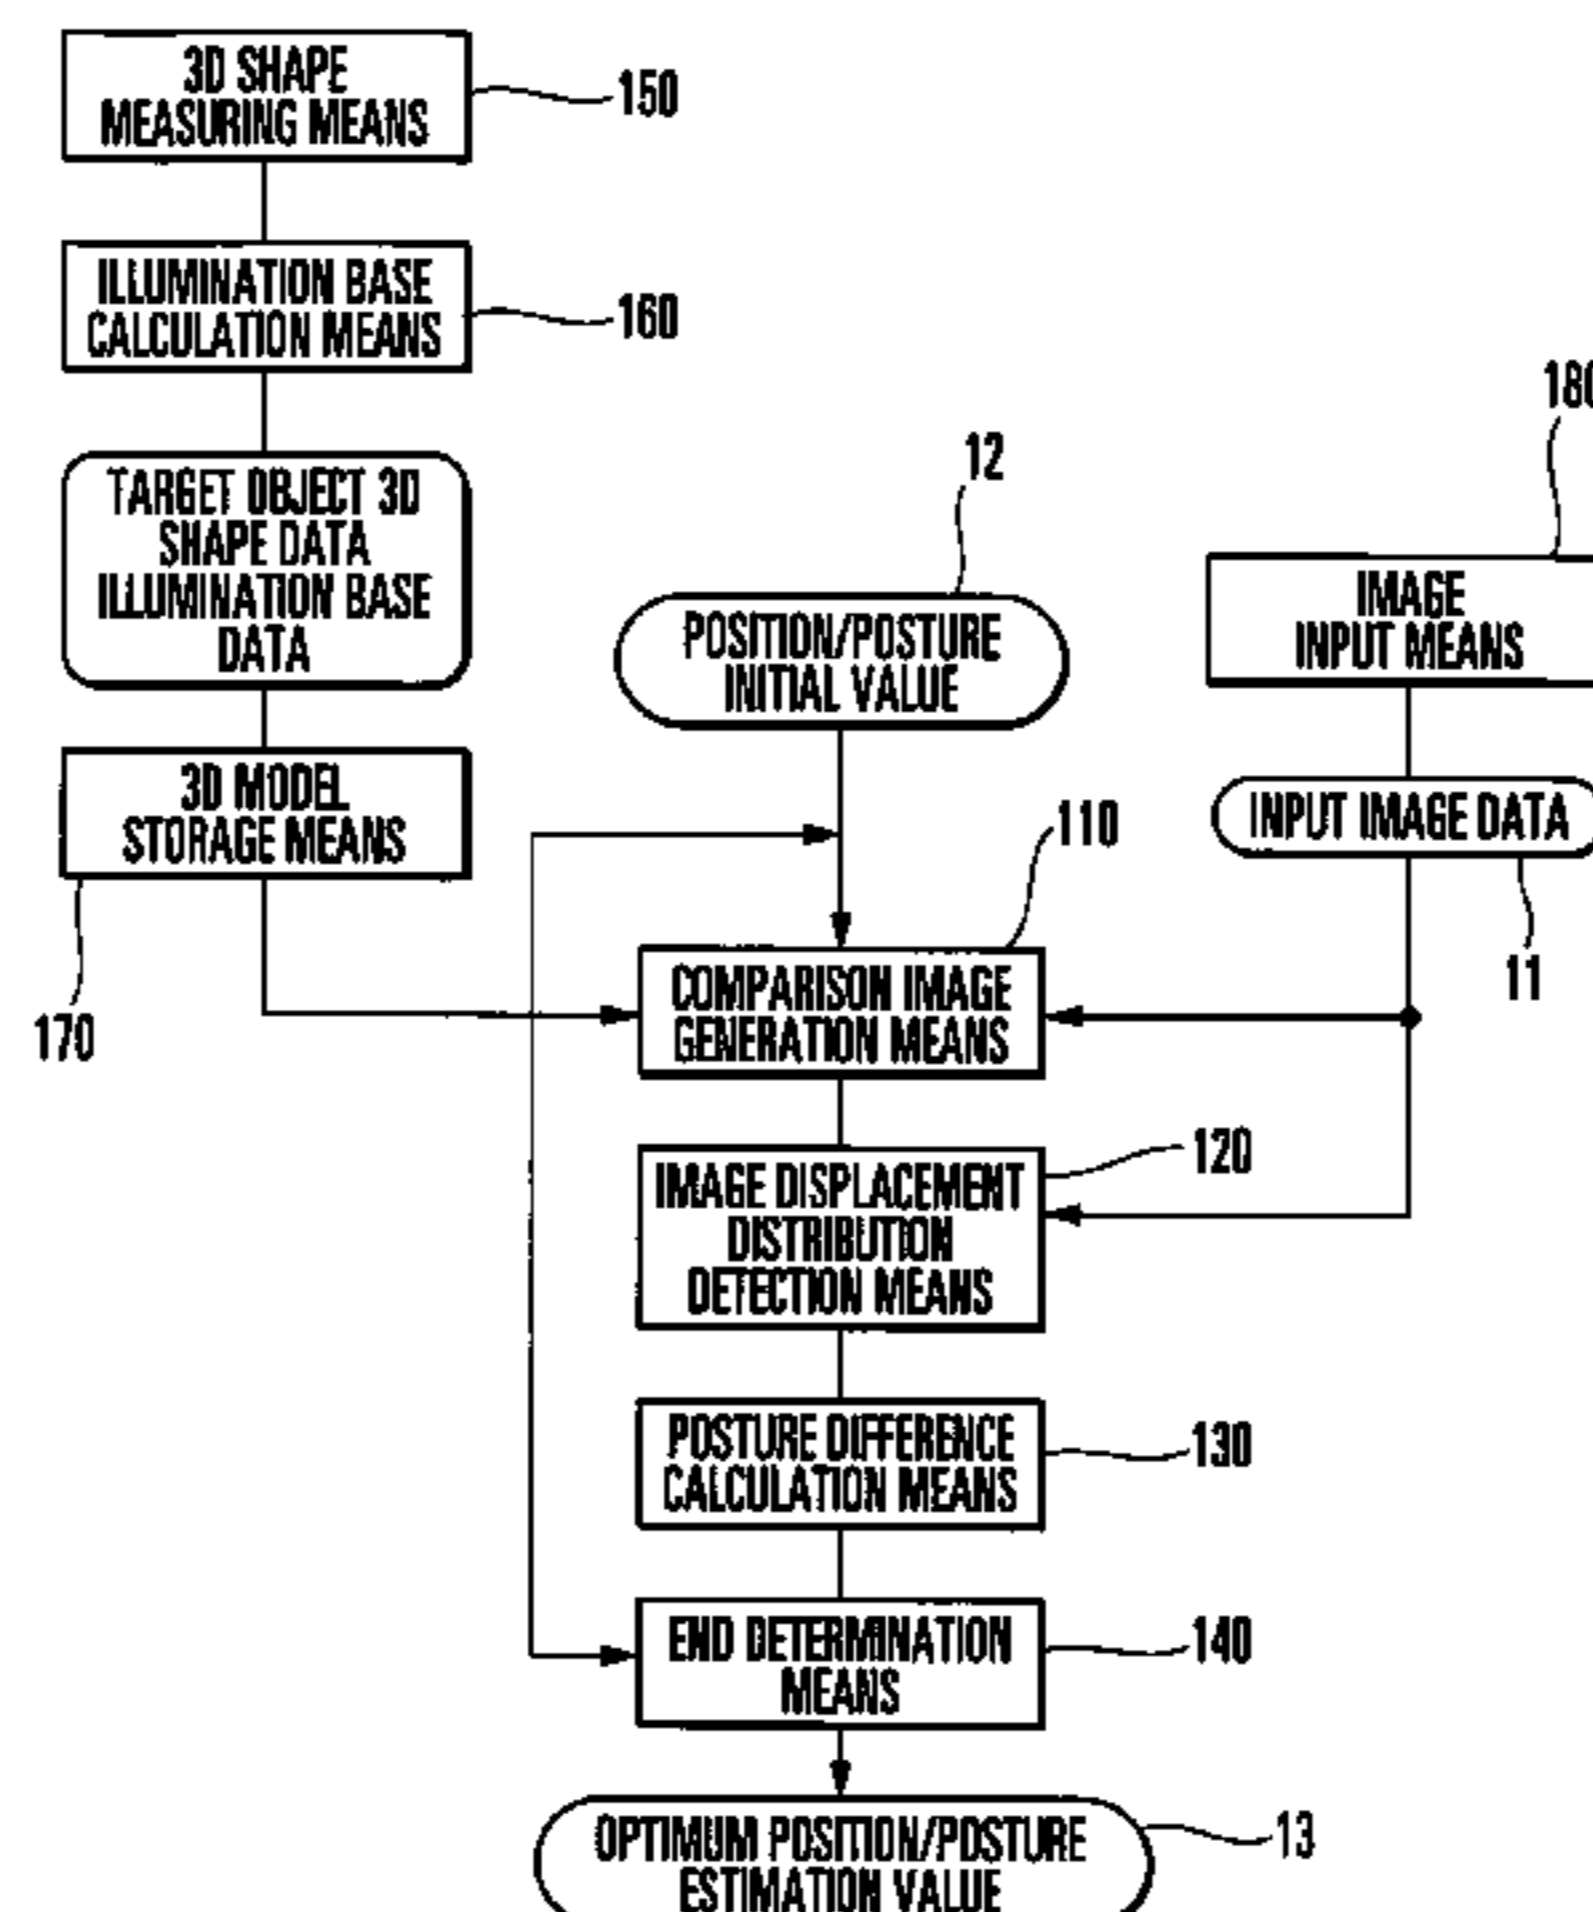 3D SHAPE
MEASURING MEANS
150
ILLUMINATION BASE
CALCULATION MEANS
160
TARGET OBJECT 3D
SHAPE DATA
ILLUMINATION BASE
DATA
3D MODEL
STORAGE MEANS
170
12
POSITION/POSTURE
INITIAL VALUE
180
IMAGE
INPUT MEANS
INPUT IMAGE DATA
11
110
COMPARISON IMAGE
GENERATION MEANS
120
IMAGE DISPLACEMENT
DISTRIBUTION
DETECTION MEANS
POSTURE DIFFERENCE
CALCULATION MEANS
130
END DETERMINATION
MEANS
140
OPTIMUM POSITION/POSTURE
ESTIMATION VALUE
13